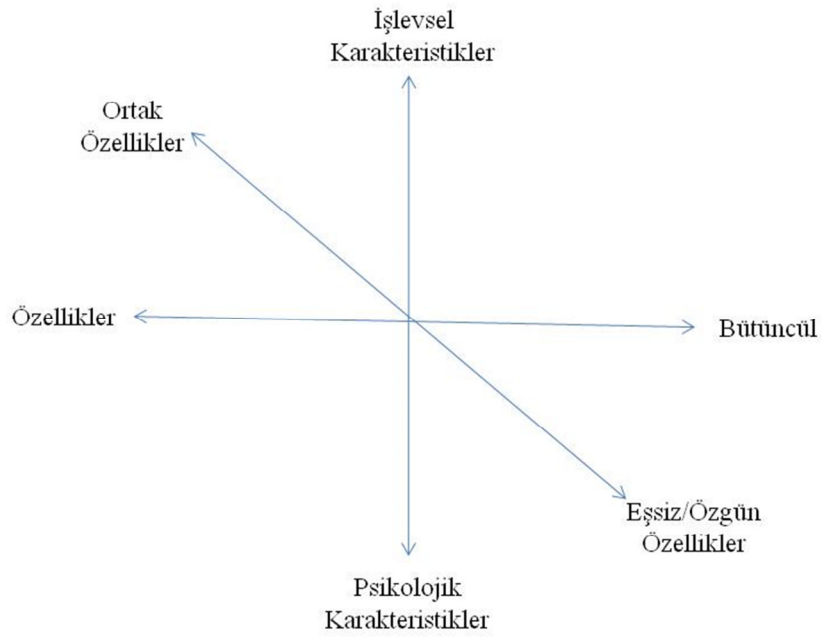 İşlevsel
Karakteristikler
Ortak
Özellikler
Özellikler
Bütüncül
Eşsiz/Özgün
Özellikler
Psikolojik
Karakteristikler